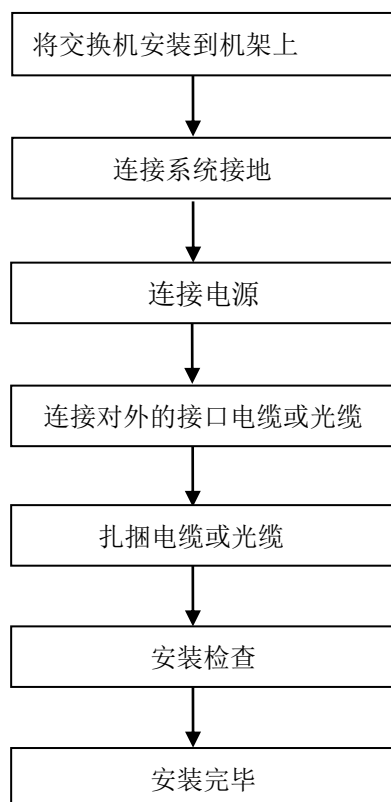 将交换机安装到机架上
连接系统接地
连接电源
连接对外的接口电缆或光缆
扎捆电缆或光缆
安装检查
安装完毕